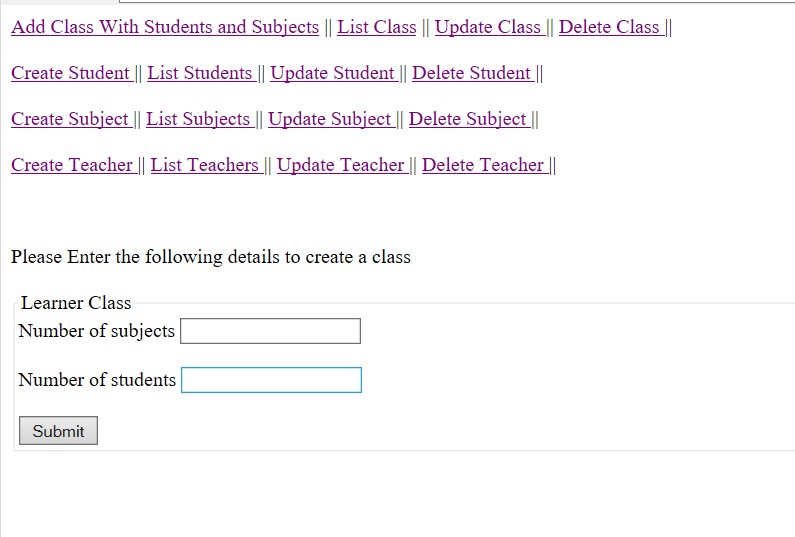 Add Class With Students and Subjects || List Class || Update Class || Delete Class ||
Create Student || List Students || Update Student || Delete Student ||
Create Subject || List Subjects || Update Subject || Delete Subject ||
Create Teacher || List Teachers || Update Teacher || Delete Teacher ||
Please Enter the following details to create a class
Learner Class
Number of subjects
Number of students
Submit